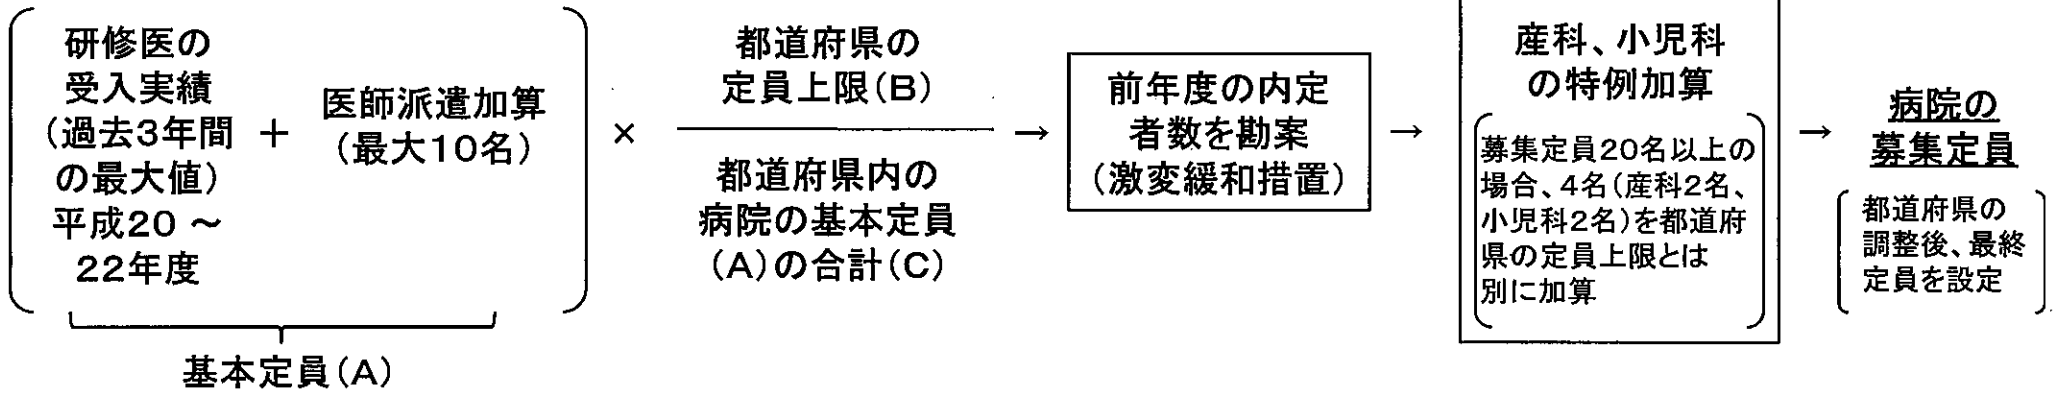 研修医の
受入実績
(過去3年間
の最大値)
平成20 ～
22年度
+
医師派遣加算
(最大10名)
基本定員(A)
×
都道府県の
定員上限(B)
都道府県内の
病院の基本定員
(A)の合計(C)
→
前年度の内定
者数を勘案
(激変緩和措置)
→
産科、小児科
の特例加算
募集定員20名以上の
場合、4名(産科2名、
小児科2名)を都道府
県の定員上限とは
別に加算
→
病院の
募集定員
都道府県の
調整後、最終
定員を設定